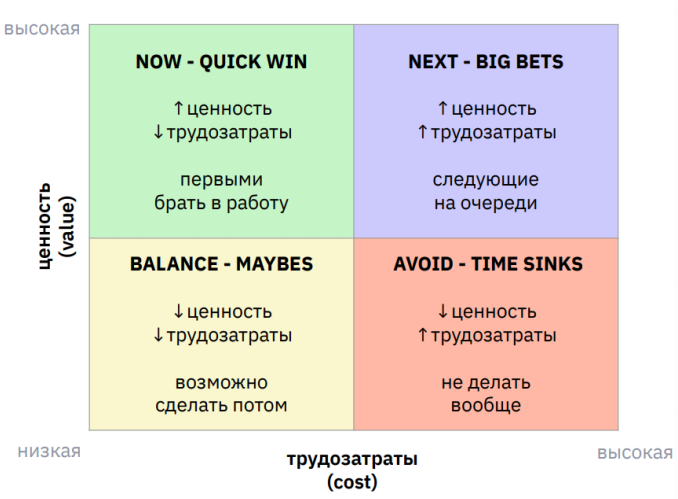 высокая
NOW - QUICK WIN
↑ценность
↓трудозатраты
первыми
брать в работу
NEXT - BIG BETS
↑ценность
↑трудозатраты
следующие
на очереди
ценность
(value)
BALANCE - MAYBES
↓ценность
↓трудозатраты
возможно
сделать потом
AVOID - TIME SINKS
↓ценность
↑трудозатраты
не делать
вообще
низкая
трудозатраты
(cost)
высокая